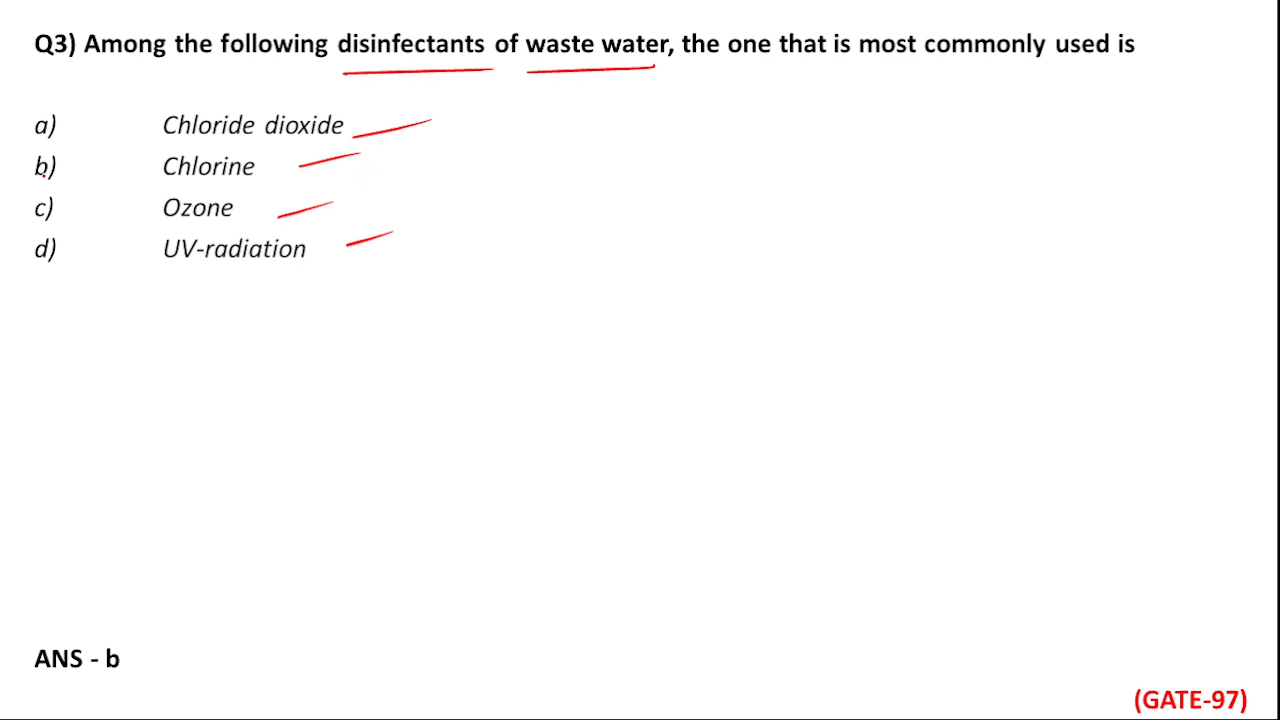 Q3) Among the following disinfectants of waste water, the one that is most commonly used is
a) Chloride dioxide
b) Chlorine
c) Ozone
d) UV-radiation
ANS - b
(GATE-97)